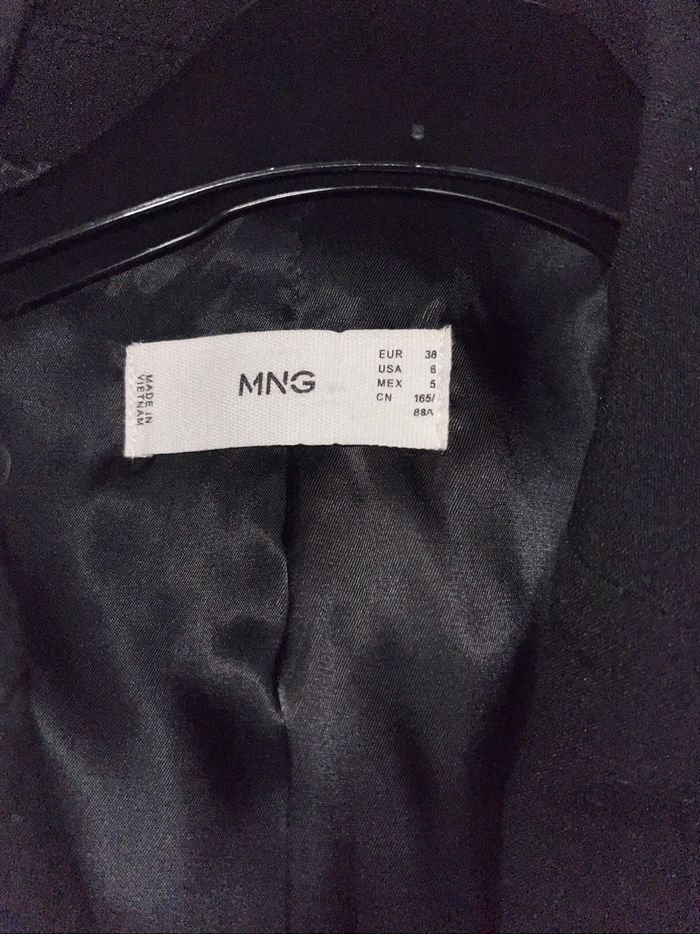 MADE IN
VIETNAM
MNG
EUR 38
USA 6
MEX 5
CN 165/
88A